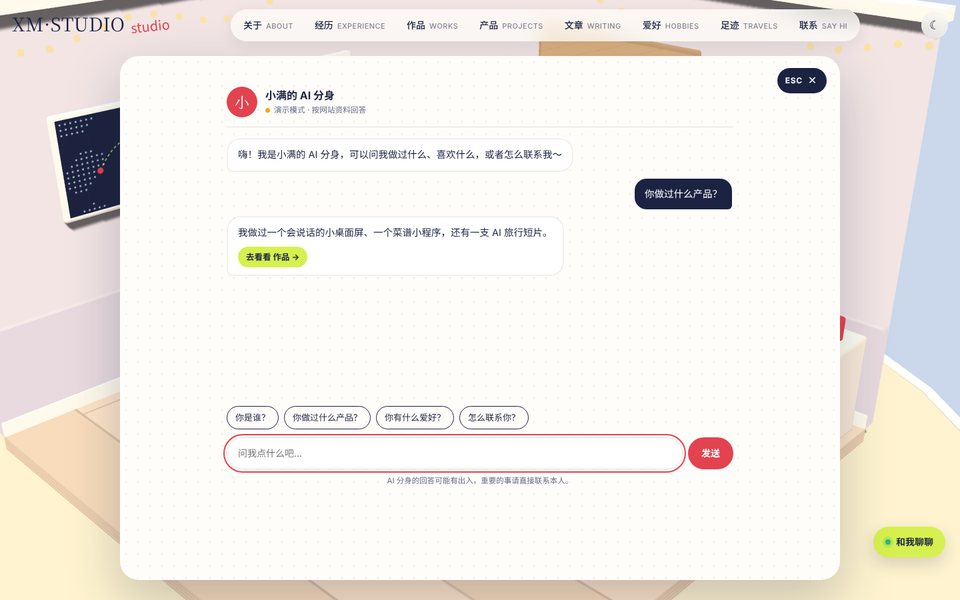 XM·STUDIO studio
关于 ABOUT 经历 EXPERIENCE 作品 WORKS 产品 PROJECTS 文章 WRITING 爱好 HOBBIES 足迹 TRAVELS 联系 SAY HI
ESC ✕
小
小满的 AI 分身
演示模式 · 按网站资料回答
嗨！我是小满的 AI 分身，可以问我做过什么、喜欢什么，或者怎么联系我～
你做过什么产品？
我做过一个会说话的小桌面屏、一个菜谱小程序，还有一支 AI 旅行短片。
去看看 作品 →
你是谁？ 你做过什么产品？ 你有什么爱好？ 怎么联系你？
问我点什么吧…
发送
AI 分身的回答可能有出入，重要的事请直接联系本人。
和我聊聊